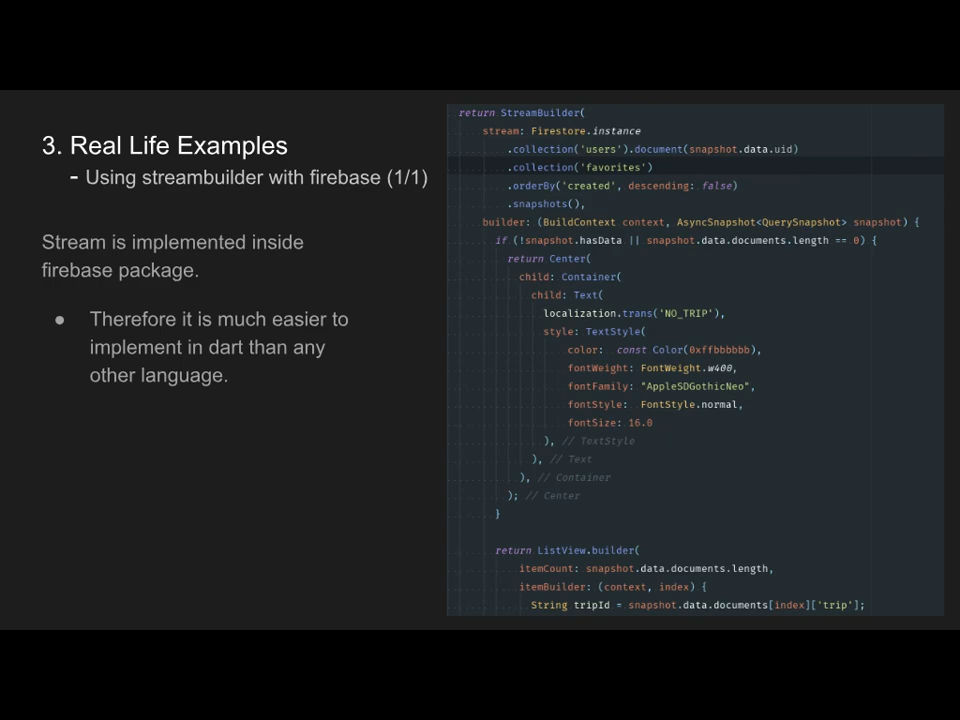 3. Real Life Examples
- Using streambuilder with firebase (1/1)
Stream is implemented inside
firebase package.
● Therefore it is much easier to
implement in dart than any
other language.
return StreamBuilder(
stream: Firestore.instance
.collection('users').document(snapshot.data.uid)
.collection('favorites')
.orderBy('created', descending: false)
.snapshots(),
builder: (BuildContext context, AsyncSnapshot<QuerySnapshot> snapshot) {
if (!snapshot.hasData || snapshot.data.documents.length == 0) {
return Center(
child: Container(
child: Text(
localization.trans('NO_TRIP'),
style: TextStyle(
color: const Color(0xffbbbbbb),
fontWeight: FontWeight.w400,
fontFamily: "AppleSDGothicNeo",
fontStyle: FontStyle.normal,
fontSize: 16.0
), // TextStyle
), // Text
), // Container
); // Center
}
return ListView.builder(
itemCount: snapshot.data.documents.length,
itemBuilder: (context, index) {
String tripId = snapshot.data.documents[index]['trip'];